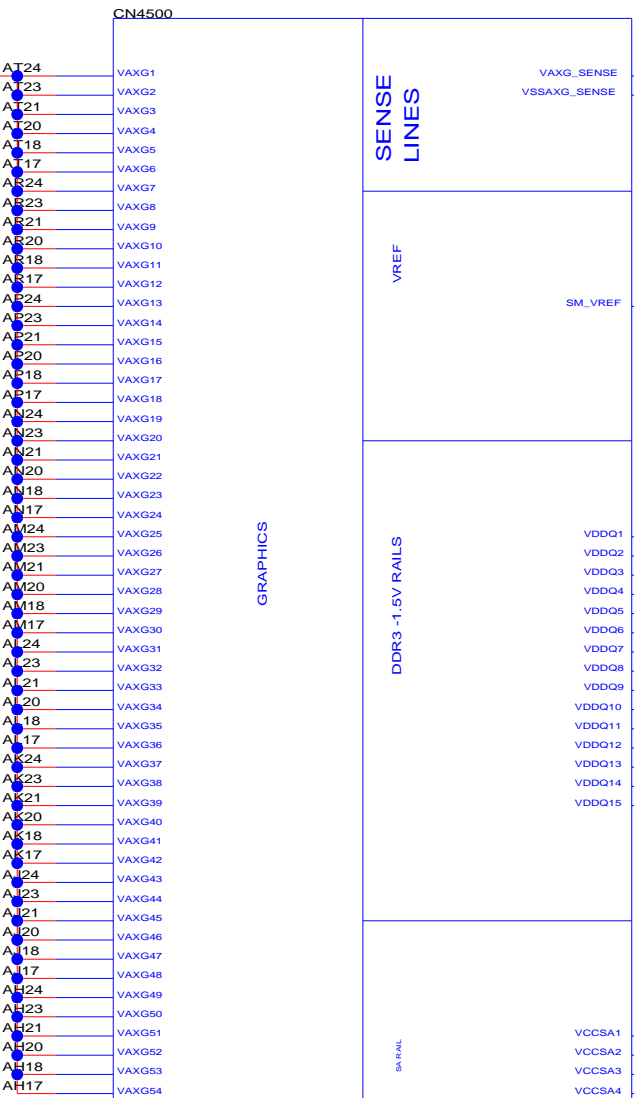 CN4500
AT24 VAXG1
AT23 VAXG2
AT21 VAXG3
AT20 VAXG4
AT18 VAXG5
AT17 VAXG6
AR24 VAXG7
AR23 VAXG8
AR21 VAXG9
AR20 VAXG10
AR18 VAXG11
AR17 VAXG12
AP24 VAXG13
AP23 VAXG14
AP21 VAXG15
AP20 VAXG16
AP18 VAXG17
AP17 VAXG18
AN24 VAXG19
AN23 VAXG20
AN21 VAXG21
AN20 VAXG22
AN18 VAXG23
AN17 VAXG24
AM24 VAXG25
AM23 VAXG26
AM21 VAXG27
AM20 VAXG28
AM18 VAXG29
AM17 VAXG30
AL24 VAXG31
AL23 VAXG32
AL21 VAXG33
AL20 VAXG34
AL18 VAXG35
AL17 VAXG36
AK24 VAXG37
AK23 VAXG38
AK21 VAXG39
AK20 VAXG40
AK18 VAXG41
AK17 VAXG42
AJ24 VAXG43
AJ23 VAXG44
AJ21 VAXG45
AJ20 VAXG46
AJ18 VAXG47
AJ17 VAXG48
AH24 VAXG49
AH23 VAXG50
AH21 VAXG51
AH20 VAXG52
AH18 VAXG53
AH17 VAXG54
GRAPHICS
SENSE
LINES
VAXG_SENSE
VSSAXG_SENSE
VREF
SM_VREF
DDR3 -1.5V RAILS
VDDQ1
VDDQ2
VDDQ3
VDDQ4
VDDQ5
VDDQ6
VDDQ7
VDDQ8
VDDQ9
VDDQ10
VDDQ11
VDDQ12
VDDQ13
VDDQ14
VDDQ15
SA RAIL
VCCSA1
VCCSA2
VCCSA3
VCCSA4